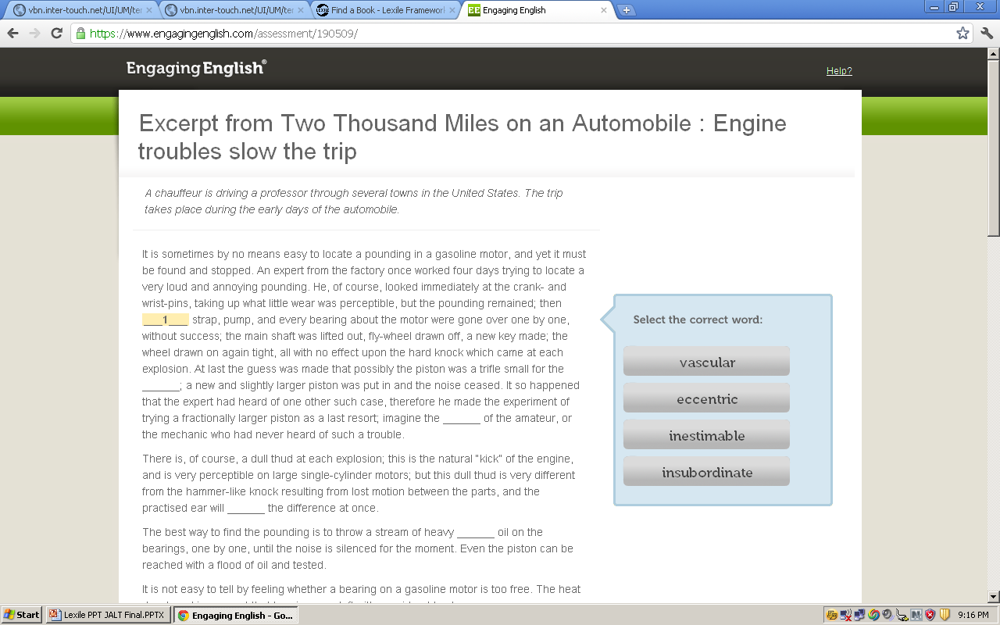 vbn.inter-touch.net/UI/UM/ter
vbn.inter-touch.net/UI/UM/ter
Find a Book - Lexile Framework
Engaging English
https://www.engagingenglish.com/assessment/190509/
Engaging English®
Help?
Excerpt from Two Thousand Miles on an Automobile : Engine
troubles slow the trip
A chauffeur is driving a professor through several towns in the United States. The trip
takes place during the early days of the automobile.
It is sometimes by no means easy to locate a pounding in a gasoline motor, and yet it must
be found and stopped. An expert from the factory once worked four days trying to locate a
very loud and annoying pounding. He, of course, looked immediately at the crank- and
wrist-pins, taking up what little wear was perceptible, but the pounding remained; then
___1___ strap, pump, and every bearing about the motor were gone over one by one,
without success; the main shaft was lifted out, fly-wheel drawn off, a new key made; the
wheel drawn on again tight, all with no effect upon the hard knock which came at each
explosion. At last the guess was made that possibly the piston was a trifle small for the
______; a new and slightly larger piston was put in and the noise ceased. It so happened
that the expert had heard of one other such case, therefore he made the experiment of
trying a fractionally larger piston as a last resort; imagine the ______ of the amateur, or
the mechanic who had never heard of such a trouble.
There is, of course, a dull thud at each explosion; this is the natural "kick" of the engine,
and is very perceptible on large single-cylinder motors; but this dull thud is very different
from the hammer-like knock resulting from lost motion between the parts, and the
practised ear will ______ the difference at once.
The best way to find the pounding is to throw a stream of heavy ______ oil on the
bearings, one by one, until the noise is silenced for the moment. Even the piston can be
reached with a flood of oil and tested.
It is not easy to tell by feeling whether a bearing on a gasoline motor is too free. The heat
Select the correct word:
vascular
eccentric
inestimable
insubordinate
Start
Lexile PPT JALT Final.PPTX
Engaging English - Go...
9:16 PM